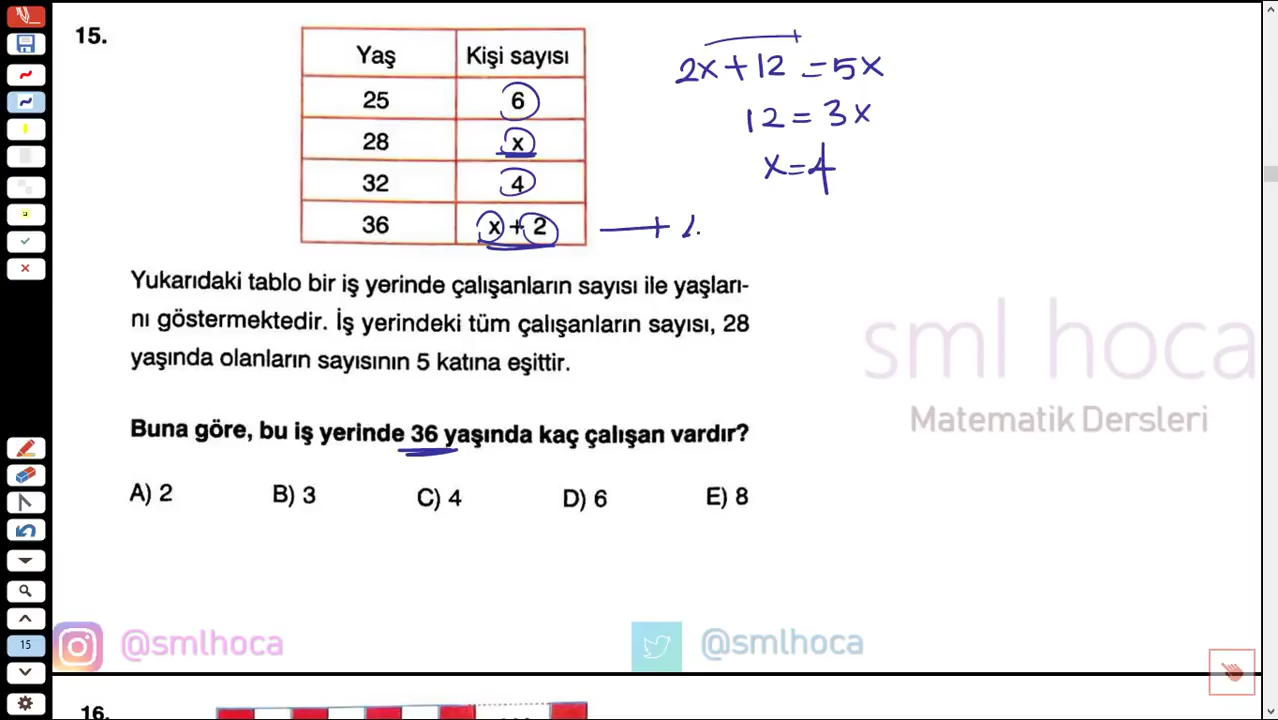 15.
Yaş Kişi sayısı
25 6
28 x
32 4
36 x + 2
2x + 12 = 5x
12 = 3x
x = 4
Yukarıdaki tablo bir iş yerinde çalışanların sayısı ile yaşları-
nı göstermektedir. İş yerindeki tüm çalışanların sayısı, 28
yaşında olanların sayısının 5 katına eşittir.
Buna göre, bu iş yerinde 36 yaşında kaç çalışan vardır?
A) 2 B) 3 C) 4 D) 6 E) 8
sml hoca
Matematik Dersleri
@smlhoca @smlhoca
15
16.